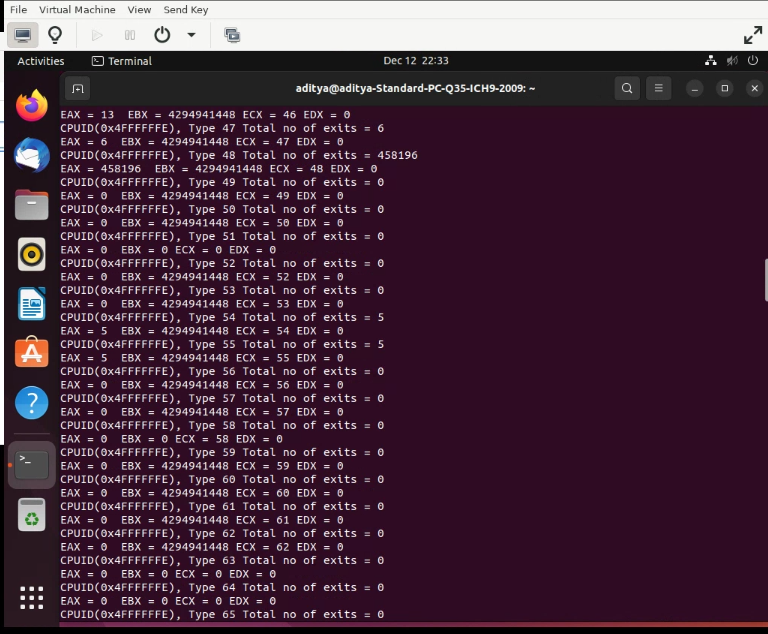 File Virtual Machine View Send Key
Activities Terminal Dec 12 22:33
aditya@aditya-Standard-PC-Q35-ICH9-2009: ~
EAX = 13  EBX = 4294941448 ECX = 46 EDX = 0
CPUID(0x4FFFFFFE), Type 47 Total no of exits = 6
EAX = 6  EBX = 4294941448 ECX = 47 EDX = 0
CPUID(0x4FFFFFFE), Type 48 Total no of exits = 458196
EAX = 458196  EBX = 4294941448 ECX = 48 EDX = 0
CPUID(0x4FFFFFFE), Type 49 Total no of exits = 0
EAX = 0  EBX = 4294941448 ECX = 49 EDX = 0
CPUID(0x4FFFFFFE), Type 50 Total no of exits = 0
EAX = 0  EBX = 4294941448 ECX = 50 EDX = 0
CPUID(0x4FFFFFFE), Type 51 Total no of exits = 0
EAX = 0  EBX = 0 ECX = 0 EDX = 0
CPUID(0x4FFFFFFE), Type 52 Total no of exits = 0
EAX = 0  EBX = 4294941448 ECX = 52 EDX = 0
CPUID(0x4FFFFFFE), Type 53 Total no of exits = 0
EAX = 0  EBX = 4294941448 ECX = 53 EDX = 0
CPUID(0x4FFFFFFE), Type 54 Total no of exits = 5
EAX = 5  EBX = 4294941448 ECX = 54 EDX = 0
CPUID(0x4FFFFFFE), Type 55 Total no of exits = 5
EAX = 5  EBX = 4294941448 ECX = 55 EDX = 0
CPUID(0x4FFFFFFE), Type 56 Total no of exits = 0
EAX = 0  EBX = 4294941448 ECX = 56 EDX = 0
CPUID(0x4FFFFFFE), Type 57 Total no of exits = 0
EAX = 0  EBX = 4294941448 ECX = 57 EDX = 0
CPUID(0x4FFFFFFE), Type 58 Total no of exits = 0
EAX = 0  EBX = 0 ECX = 58 EDX = 0
CPUID(0x4FFFFFFE), Type 59 Total no of exits = 0
EAX = 0  EBX = 4294941448 ECX = 59 EDX = 0
CPUID(0x4FFFFFFE), Type 60 Total no of exits = 0
EAX = 0  EBX = 4294941448 ECX = 60 EDX = 0
CPUID(0x4FFFFFFE), Type 61 Total no of exits = 0
EAX = 0  EBX = 4294941448 ECX = 61 EDX = 0
CPUID(0x4FFFFFFE), Type 62 Total no of exits = 0
EAX = 0  EBX = 4294941448 ECX = 62 EDX = 0
CPUID(0x4FFFFFFE), Type 63 Total no of exits = 0
EAX = 0  EBX = 0 ECX = 0 EDX = 0
CPUID(0x4FFFFFFE), Type 64 Total no of exits = 0
EAX = 0  EBX = 0 ECX = 0 EDX = 0
CPUID(0x4FFFFFFE), Type 65 Total no of exits = 0